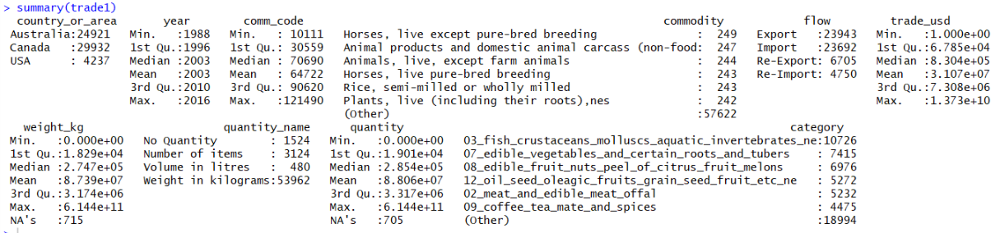 > summary(trade1)
country_or_area year comm_code commodity flow trade_usd
Australia:24921 Min. :1988 Min. : 10111 Horses, live except pure-bred breeding : 249 Export :23943 Min. :1.000e+00
Canada :29932 1st Qu.:1996 1st Qu.: 30559 Animal products and domestic animal carcass (non-food: 247 Import :23692 1st Qu.:6.785e+04
USA : 4237 Median :2003 Median : 70690 Animals, live, except farm animals : 244 Re-Export: 6705 Median :8.304e+05
Mean :2003 Mean : 64722 Horses, live pure-bred breeding : 243 Re-Import: 4750 Mean :3.107e+07
3rd Qu.:2010 3rd Qu.: 90620 Rice, semi-milled or wholly milled : 243 3rd Qu.:7.308e+06
Max. :2016 Max. :121490 Plants, live (including their roots),nes : 242 Max. :1.373e+10
(Other) :57622
weight_kg quantity_name quantity category
Min. :0.000e+00 No Quantity : 1524 Min. :0.000e+00 03_fish_crustaceans_molluscs_aquatic_invertebrates_ne:10726
1st Qu.:1.829e+04 Number of items : 3124 1st Qu.:1.901e+04 07_edible_vegetables_and_certain_roots_and_tubers : 7415
Median :2.747e+05 Volume in litres : 480 Median :2.854e+05 08_edible_fruit_nuts_peel_of_citrus_fruit_melons : 6976
Mean :8.739e+07 Weight in kilograms:53962 Mean :8.806e+07 12_oil_seed_oleagic_fruits_grain_seed_fruit_etc_ne : 5272
3rd Qu.:3.174e+06 3rd Qu.:3.317e+06 02_meat_and_edible_meat_offal : 5232
Max. :6.144e+11 Max. :6.144e+11 09_coffee_tea_mate_and_spices : 4475
NA's :715 NA's :705 (Other) :18994